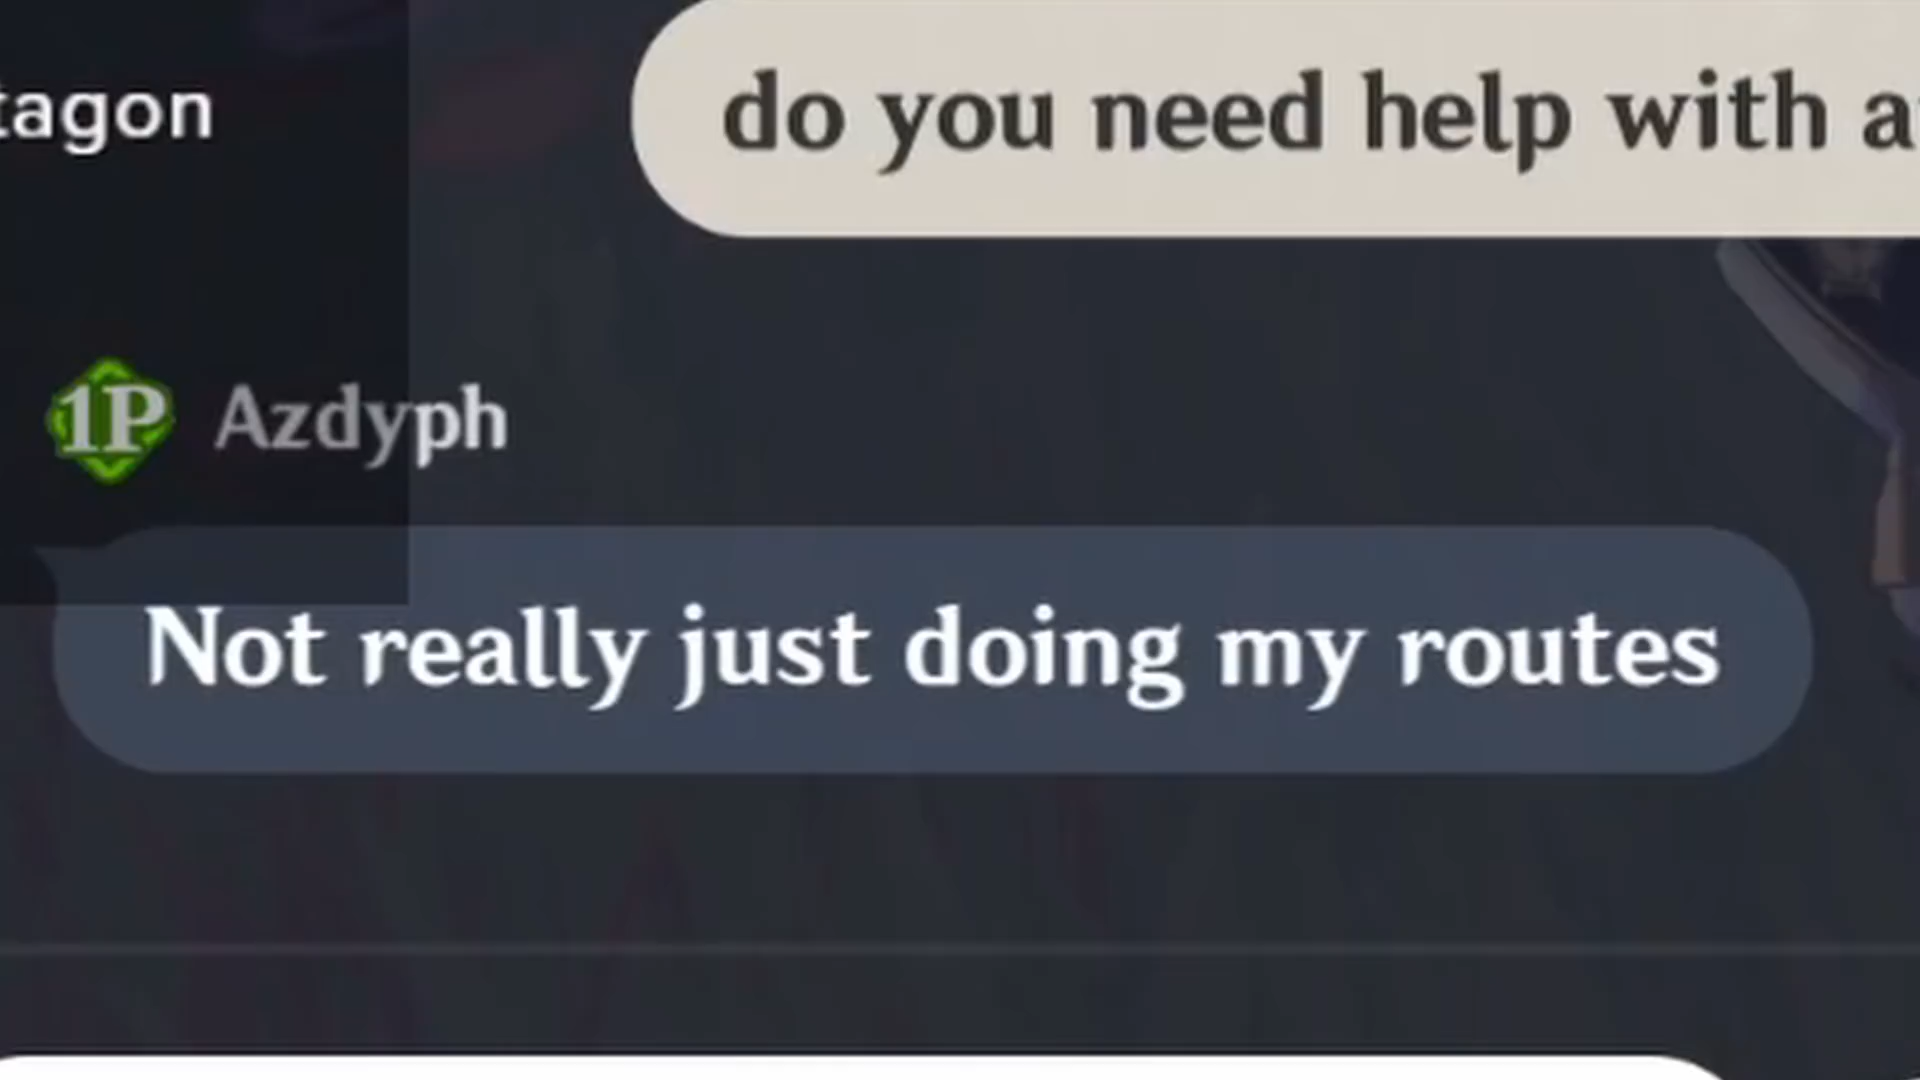 tagon
do you need help with a
1P Azdyph
Not really just doing my routes